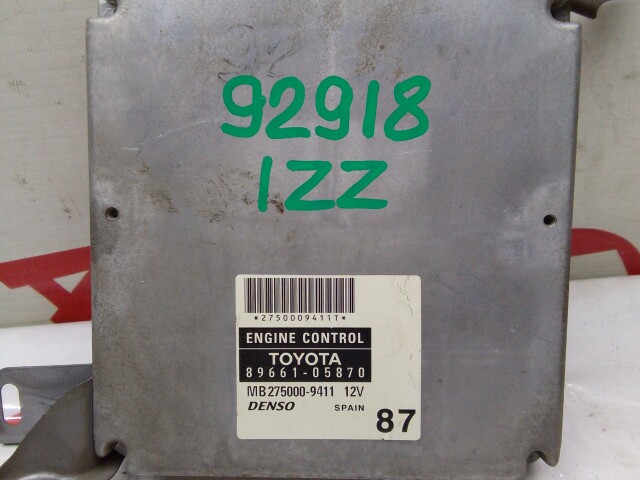 92918
1ZZ
*2750009411T*
ENGINE CONTROL
TOYOTA
89661-05870
MB275000-9411 12V
DENSO SPAIN 87